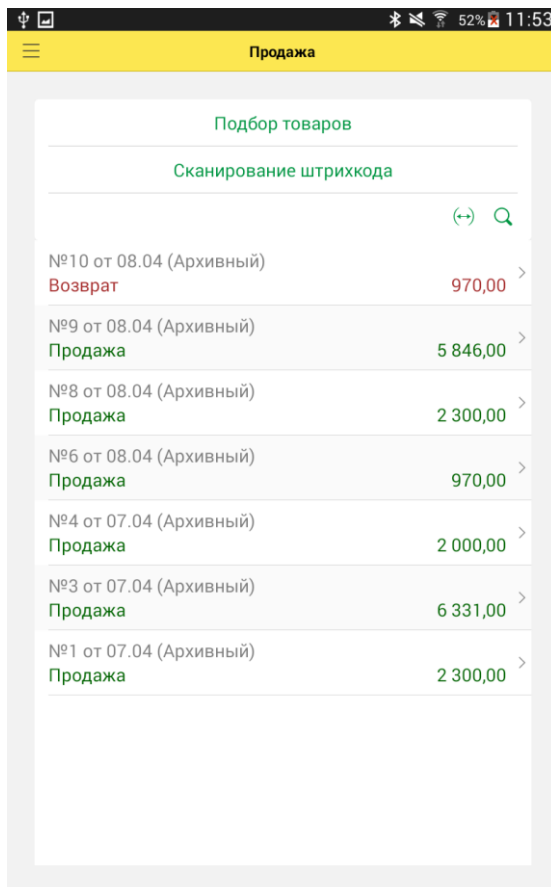 52% 11:53
Продажа
Подбор товаров
Сканирование штрихкода
№10 от 08.04 (Архивный)
Возврат 970,00
№9 от 08.04 (Архивный)
Продажа 5 846,00
№8 от 08.04 (Архивный)
Продажа 2 300,00
№6 от 08.04 (Архивный)
Продажа 970,00
№4 от 07.04 (Архивный)
Продажа 2 000,00
№3 от 07.04 (Архивный)
Продажа 6 331,00
№1 от 07.04 (Архивный)
Продажа 2 300,00